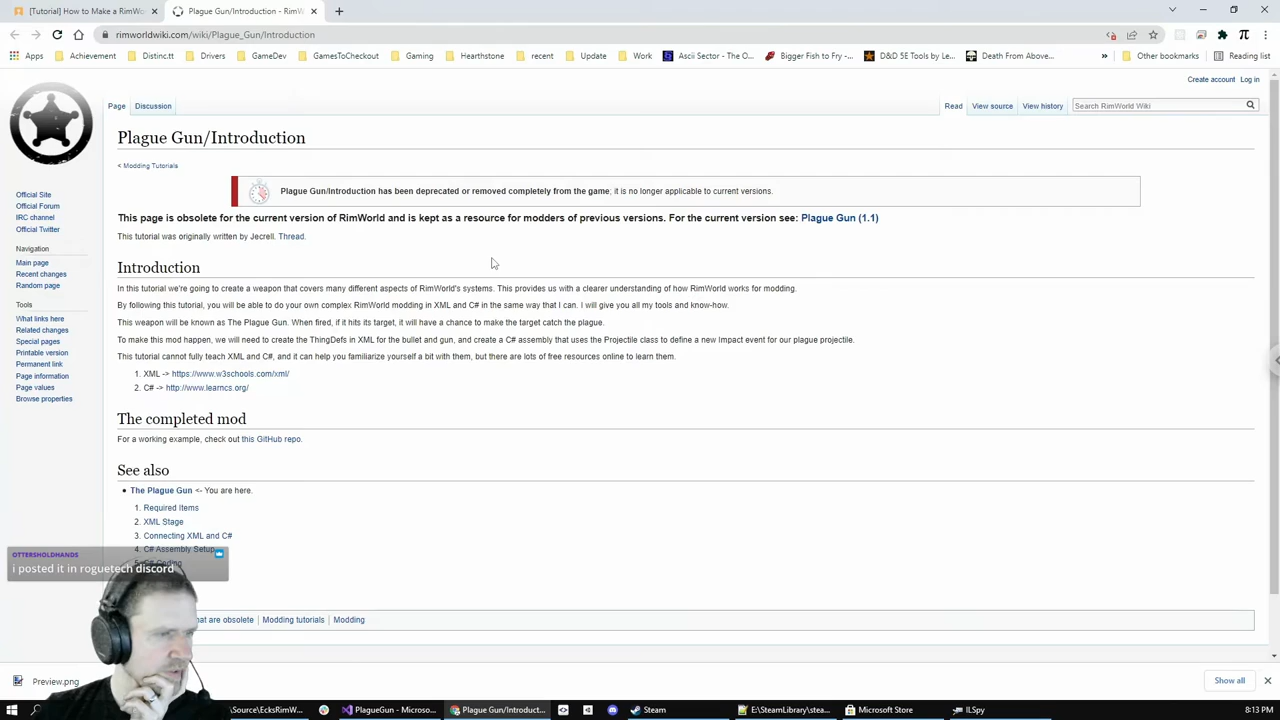 [Tutorial] How to Make a RimWo
Plague Gun/Introduction - RimW
rimworldwiki.com/wiki/Plague_Gun/Introduction
Apps
Achievement
Distinc.tt
Drivers
GameDev
GamesToCheckout
Gaming
Hearthstone
recent
Update
Work
Ascii Sector - The O...
Bigger Fish to Fry -...
D&D 5E Tools by Le...
Death From Above...
»
Other bookmarks
Reading list
Create account
Log in
Page
Discussion
Read
View source
View history
Search RimWorld Wiki
Plague Gun/Introduction
< Modding Tutorials
Plague Gun/Introduction has been deprecated or removed completely from the game; it is no longer applicable to current versions.
This page is obsolete for the current version of RimWorld and is kept as a resource for modders of previous versions. For the current version see: Plague Gun (1.1)
This tutorial was originally written by Jecrell. Thread.
Official Site
Official Forum
IRC channel
Official Twitter
Navigation
Main page
Recent changes
Random page
Tools
What links here
Related changes
Special pages
Printable version
Permanent link
Page information
Page values
Browse properties
Introduction
In this tutorial we're going to create a weapon that covers many different aspects of RimWorld's systems. This provides us with a clearer understanding of how RimWorld works for modding.
By following this tutorial, you will be able to do your own complex RimWorld modding in XML and C# in the same way that I can. I will give you all my tools and know-how.
This weapon will be known as The Plague Gun. When fired, if it hits its target, it will have a chance to make the target catch the plague.
To make this mod happen, we will need to create the ThingDefs in XML for the bullet and gun, and create a C# assembly that uses the Projectile class to define a new Impact event for our plague projectile.
This tutorial cannot fully teach XML and C#, and it can help you familiarize yourself a bit with them, but there are lots of free resources online to learn them.
1. XML -> https://www.w3schools.com/xml/
2. C# -> http://www.learncs.org/
The completed mod
For a working example, check out this GitHub repo.
See also
• The Plague Gun <- You are here.
1. Required Items
2. XML Stage
3. Connecting XML and C#
4. C# Assembly Setup
OTTERSHOLDHANDS
i posted it in roguetech discord
hat are obsolete
Modding tutorials
Modding
Preview.png
Show all
\Source\EcksRimW...
PlagueGun - Microso...
Plague Gun/Introduct...
Steam
E:\SteamLibrary\stea...
Microsoft Store
ILSpy
8:13 PM